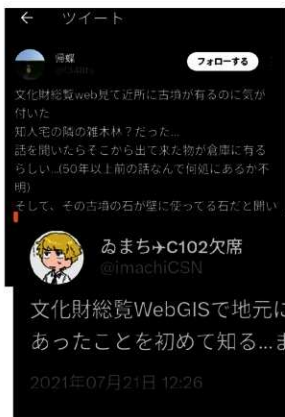 ← ツイート
フォローする
文化財総覧web見て近所に古墳が有るのに気が
付いた
知人宅の隣の雑木林？だった...
話を聞いたらそこから出て来た物が倉庫に有る
らしい...(50年以上前の話なんて何処にあるか不
明)
そして、その古墳の石が壁に使ってる石だと聞い
ゐまち✈C102欠席
@imachiCSN
文化財総覧WebGISで地元に
あったことを初めて知る...ま
2021年07月21日 12:26